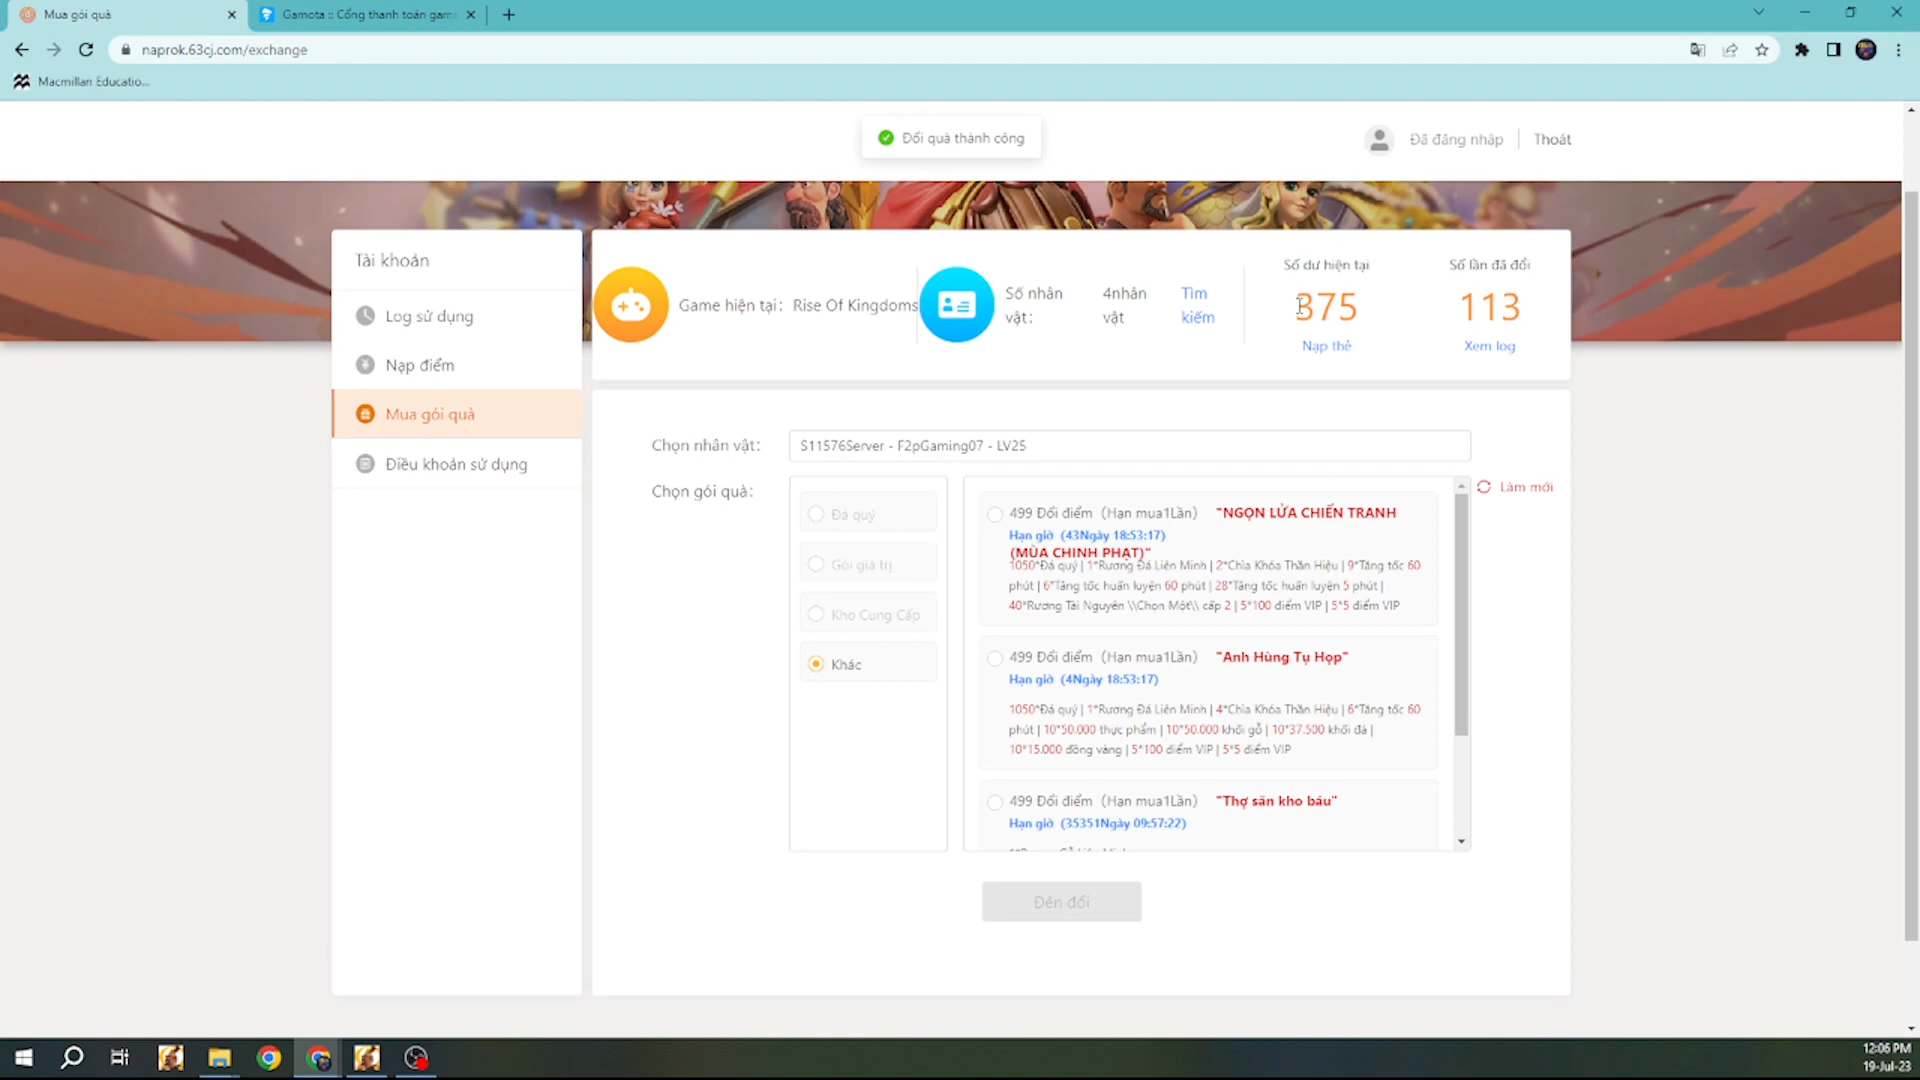 Mua gói quà
Gamota :: Cổng thanh toán game
naprok.63cj.com/exchange
Macmillan Educatio...
Đổi quà thành công
Đã đăng nhập
Thoát
Tài khoản
Log sử dụng
Nạp điểm
Mua gói quà
Điều khoản sử dụng
Game hiện tại: Rise Of Kingdoms
Số nhân vật:
4nhân vật
Tìm kiếm
Số dư hiện tại
375
Nạp thẻ
Số lần đã đổi
113
Xem log
Chọn nhân vật:
S11576Server - F2pGaming07 - LV25
Chọn gói quà:
Đá quý
Gói giá trị
Kho Cung Cấp
Khác
Làm mới
499 Đổi điểm (Hạn mua1Lần) "NGỌN LỬA CHIẾN TRANH
Hạn giờ (43Ngày 18:53:17)
(MÙA CHINH PHẠT)"
1050*Đá quý | 1*Rương Đá Liên Minh | 2*Chìa Khóa Thần Hiệu | 9*Tăng tốc 60
phút | 6*Tăng tốc huấn luyện 60 phút | 28*Tăng tốc huấn luyện 5 phút |
40*Rương Tài Nguyên \\Chọn Một\\ cấp 2 | 5*100 điểm VIP | 5*5 điểm VIP
499 Đổi điểm (Hạn mua1Lần) "Anh Hùng Tụ Họp"
Hạn giờ (4Ngày 18:53:17)
1050*Đá quý | 1*Rương Đá Liên Minh | 4*Chìa Khóa Thần Hiệu | 6*Tăng tốc 60
phút | 10*50.000 thực phẩm | 10*50.000 khối gỗ | 10*37.500 khối đá |
10*15.000 đồng vàng | 5*100 điểm VIP | 5*5 điểm VIP
499 Đổi điểm (Hạn mua1Lần) "Thợ săn kho báu"
Hạn giờ (35351Ngày 09:57:22)
Đến đổi
12:05 PM
19-Jul-23